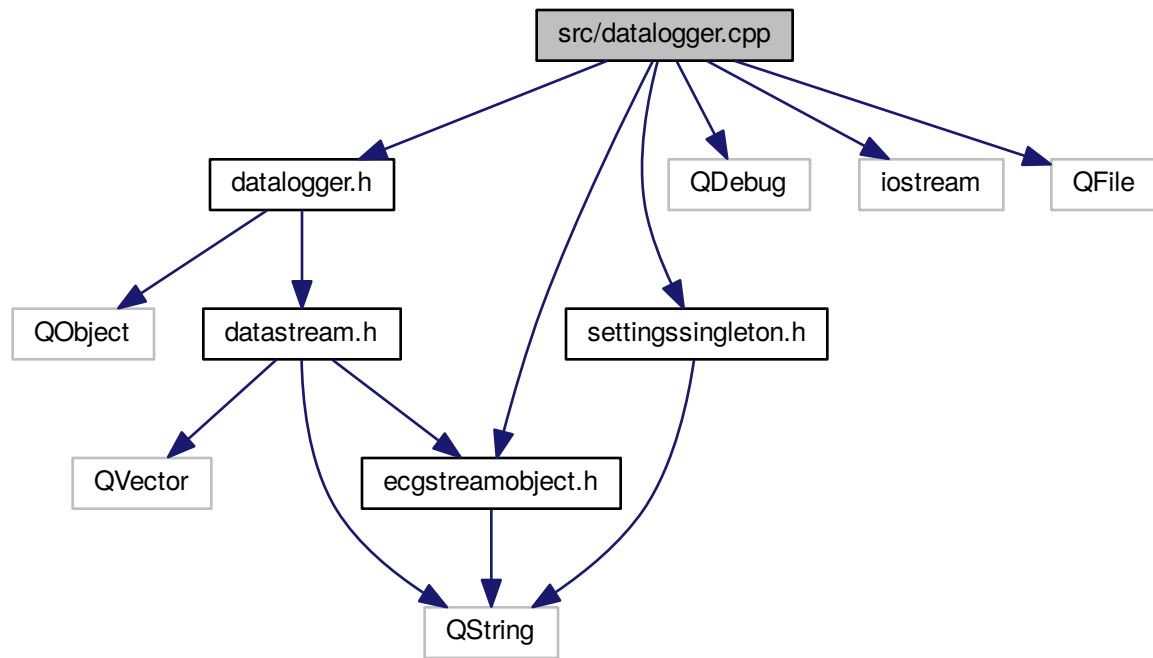 src/datalogger.cpp
datalogger.h
QDebug
iostream
QFile
QObject
datastream.h
settingssingleton.h
QVector
ecgstreamobject.h
QString